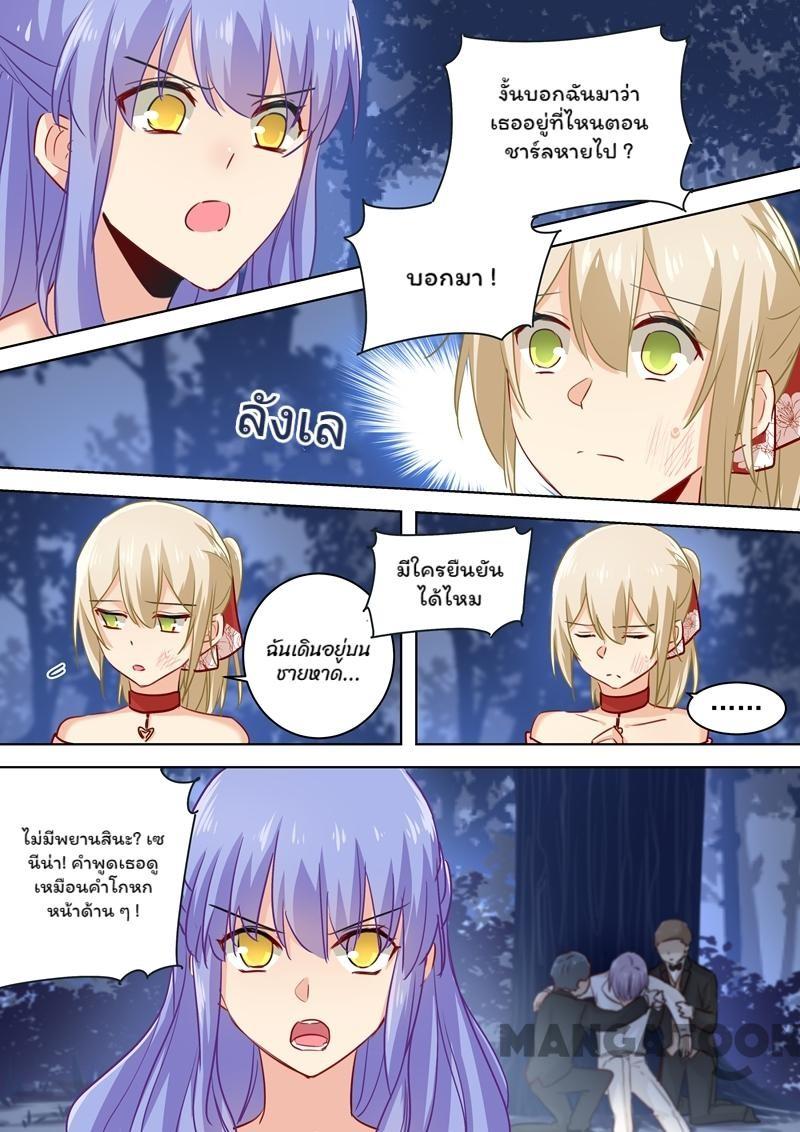 งั้นบอกฉันมาว่า
เธออยู่ที่ไหนตอน
ชาร์ลหายไป ?
บอกมา !
ลังเล
ฉันเดินอยู่บน
ชายหาด...
มีใครยืนยัน
ได้ไหม
......
ไม่มีพยานสินะ? เซ
นีน่า! คำพูดเธอดู
เหมือนคำโกหก
หน้าด้าน ๆ !
MANGATOON